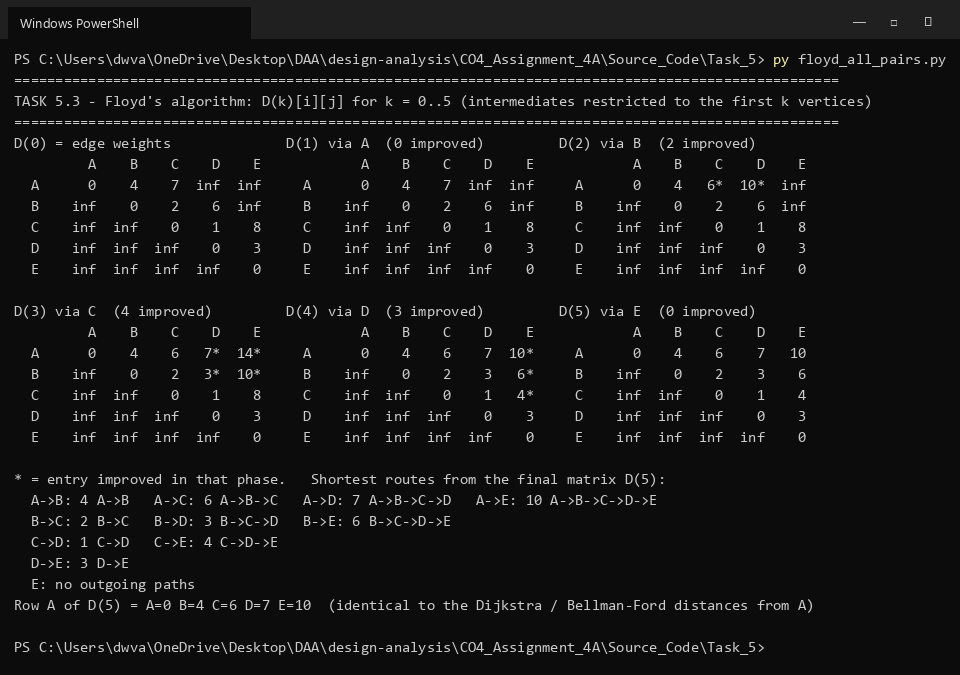 Windows PowerShell
PS C:\Users\dwva\OneDrive\Desktop\DAA\design-analysis\CO4_Assignment_4A\Source_Code\Task_5> py floyd_all_pairs.py
====================================================================================================
TASK 5.3 - Floyd's algorithm: D(k)[i][j] for k = 0..5 (intermediates restricted to the first k vertices)
====================================================================================================
D(0) = edge weights              D(1) via A  (0 improved)         D(2) via B  (2 improved)
         A    B    C    D    E            A    B    C    D    E            A    B    C    D    E
  A      0    4    7  inf  inf     A      0    4    7  inf  inf     A      0    4   6*  10*  inf
  B    inf    0    2    6  inf     B    inf    0    2    6  inf     B    inf    0    2    6  inf
  C    inf  inf    0    1    8     C    inf  inf    0    1    8     C    inf  inf    0    1    8
  D    inf  inf  inf    0    3     D    inf  inf  inf    0    3     D    inf  inf  inf    0    3
  E    inf  inf  inf  inf    0     E    inf  inf  inf  inf    0     E    inf  inf  inf  inf    0
D(3) via C  (4 improved)         D(4) via D  (3 improved)         D(5) via E  (0 improved)
         A    B    C    D    E            A    B    C    D    E            A    B    C    D    E
  A      0    4    6   7*  14*     A      0    4    6    7  10*     A      0    4    6    7   10
  B    inf    0    2   3*  10*     B    inf    0    2    3   6*     B    inf    0    2    3    6
  C    inf  inf    0    1    8     C    inf  inf    0    1   4*     C    inf  inf    0    1    4
  D    inf  inf  inf    0    3     D    inf  inf  inf    0    3     D    inf  inf  inf    0    3
  E    inf  inf  inf  inf    0     E    inf  inf  inf  inf    0     E    inf  inf  inf  inf    0
* = entry improved in that phase.   Shortest routes from the final matrix D(5):
  A->B: 4 A->B   A->C: 6 A->B->C   A->D: 7 A->B->C->D   A->E: 10 A->B->C->D->E
  B->C: 2 B->C   B->D: 3 B->C->D   B->E: 6 B->C->D->E
  C->D: 1 C->D   C->E: 4 C->D->E
  D->E: 3 D->E
  E: no outgoing paths
Row A of D(5) = A=0 B=4 C=6 D=7 E=10  (identical to the Dijkstra / Bellman-Ford distances from A)
PS C:\Users\dwva\OneDrive\Desktop\DAA\design-analysis\CO4_Assignment_4A\Source_Code\Task_5>